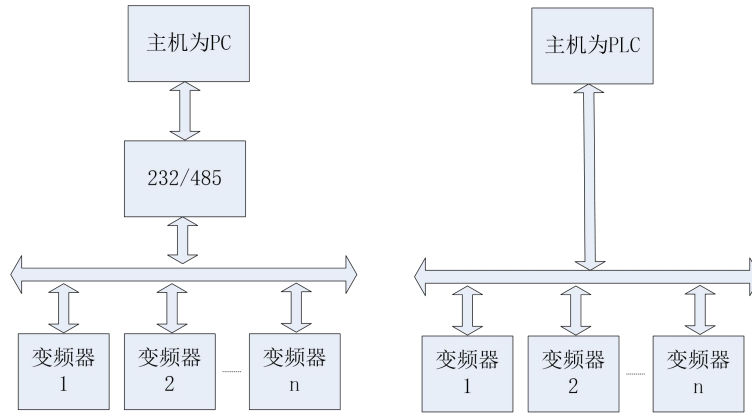 主机为PC
232/485
变频器
1
变频器
2
........
变频器
n
主机为PLC
变频器
1
变频器
2
........
变频器
n